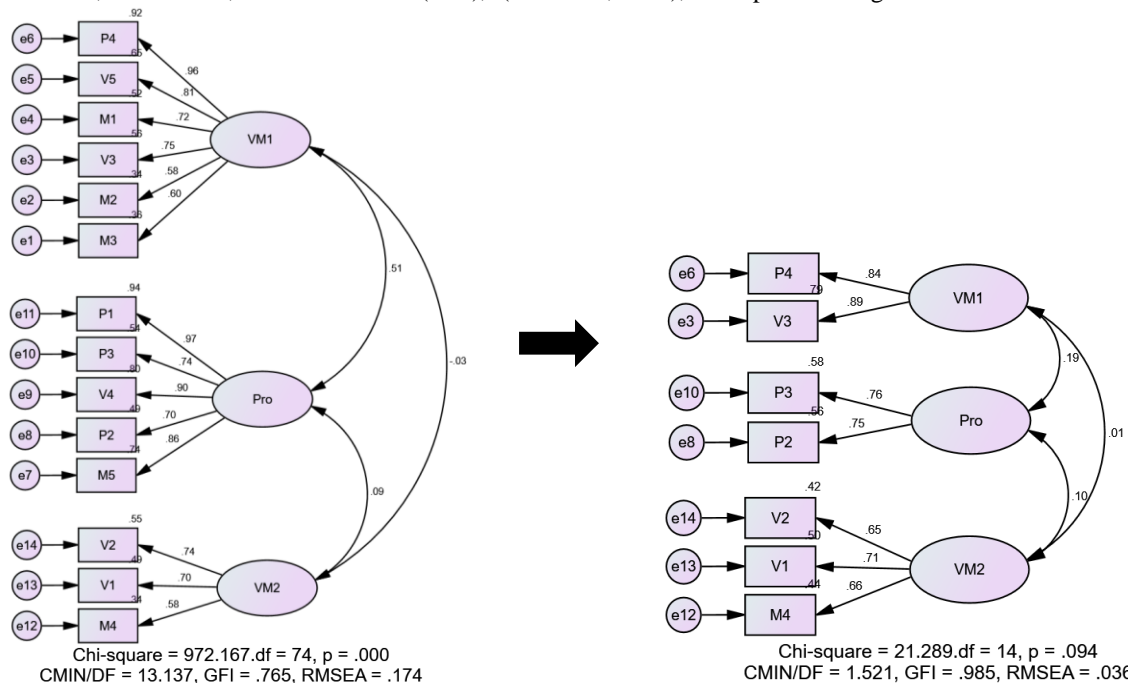 .92
e6 P4
.96
.65
e5 V5
.81
.52
e4 M1
.72
VM1
.56
e3 V3
.75
.34
e2 M2
.58
.36
e1 M3
.60
.51
-.03
.94
e11 P1
.97
.54
e10 P3
.74
.80
e9 V4
.90
Pro
.49
e8 P2
.70
.74
e7 M5
.86
.09
.55
e14 V2
.74
.49
e13 V1
.70
VM2
.34
e12 M4
.58
Chi-square = 972.167.df = 74, p = .000
CMIN/DF = 13.137, GFI = .765, RMSEA = .174
e6 P4
.84
VM1
.79
e3 V3
.89
.19
.01
.58
e10 P3
.76
Pro
.56
e8 P2
.75
.10
.42
e14 V2
.65
.50
e13 V1
.71
VM2
.44
e12 M4
.66
Chi-square = 21.289.df = 14, p = .094
CMIN/DF = 1.521, GFI = .985, RMSEA = .036